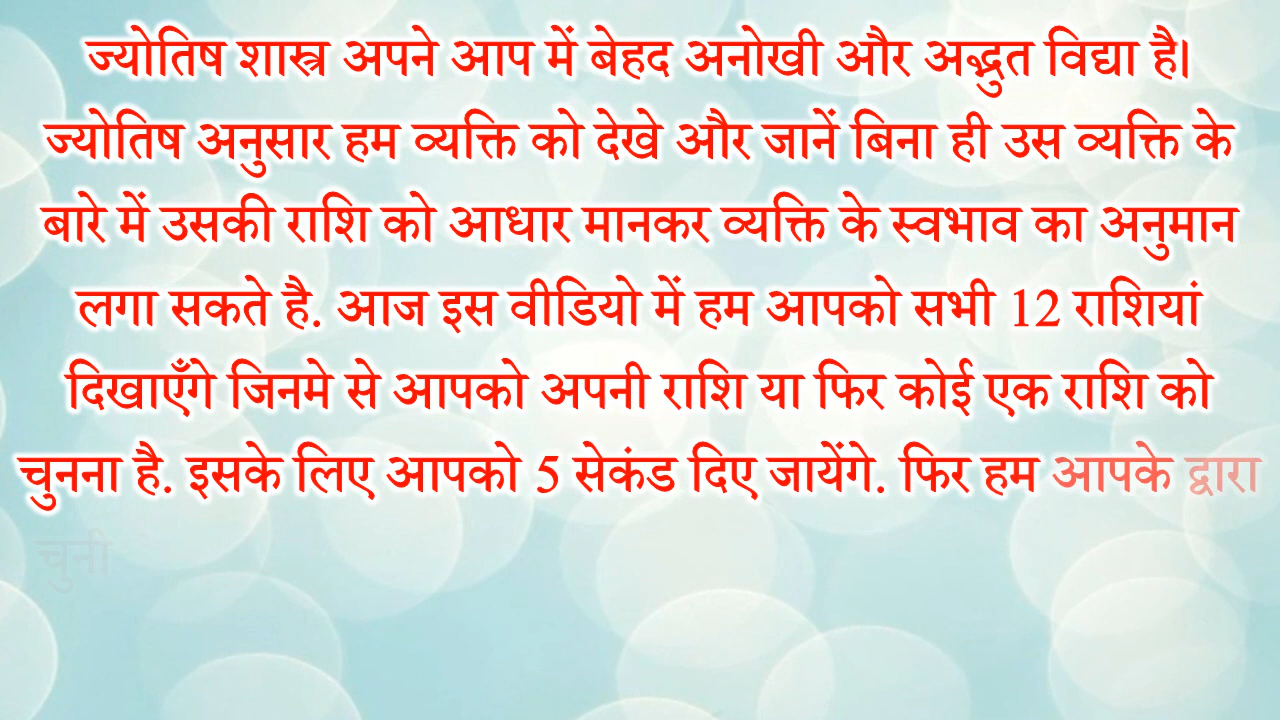 ज्योतिष शास्त्र अपने आप में बेहद अनोखी और अद्भुत विद्या है।
ज्योतिष अनुसार हम व्यक्ति को देखे और जानें बिना ही उस व्यक्ति के
बारे में उसकी राशि को आधार मानकर व्यक्ति के स्वभाव का अनुमान
लगा सकते है. आज इस वीडियो में हम आपको सभी 12 राशियां
दिखाएँगे जिनमे से आपको अपनी राशि या फिर कोई एक राशि को
चुनना है. इसके लिए आपको 5 सेकंड दिए जायेंगे. फिर हम आपके द्वारा
चुनी